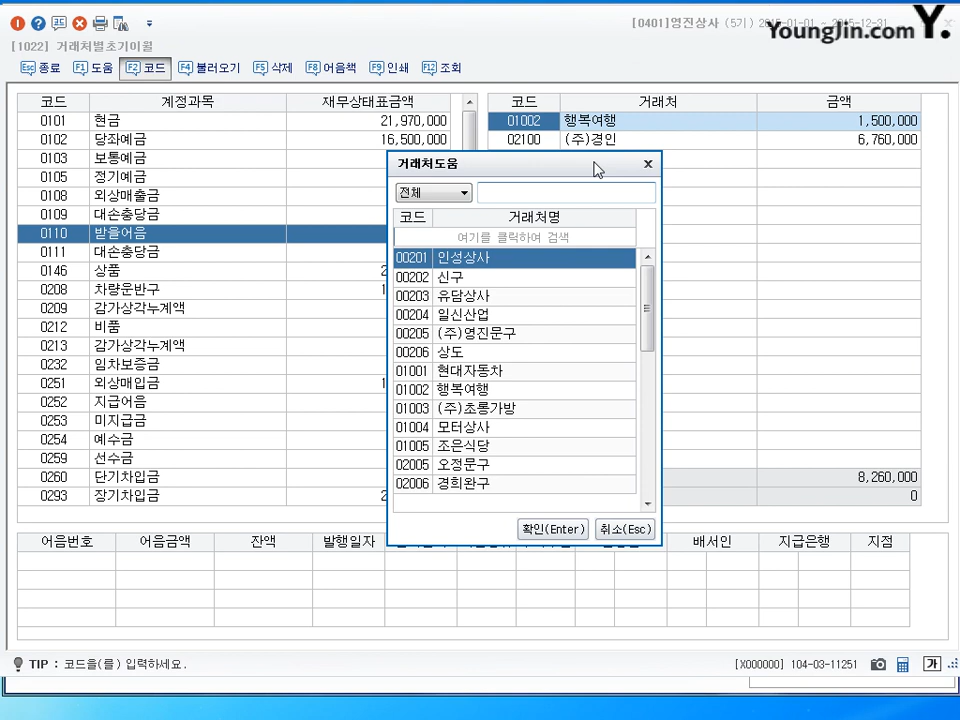 [0401]영진상사 (5기) 2015-01-01 ~ 2015-12-31
YoungJin.com Y.
[1022] 거래처별초기이월
Esc 종료 F1 도움 F2 코드 F4 불러오기 F5 삭제 F8 어음책 F9 인쇄 F12 조회
코드 계정과목 재무상태표금액 코드 거래처 금액
0101 현금 21,970,000 01002 행복여행 1,500,000
0102 당좌예금 16,500,000 02100 (주)경인 6,760,000
0103 보통예금
0105 정기예금
0108 외상매출금
0109 대손충당금
0110 받을어음
0111 대손충당금
0146 상품 2
0208 차량운반구 1
0209 감가상각누계액
0212 비품
0213 감가상각누계액
0232 임차보증금
0251 외상매입금 1
0252 지급어음
0253 미지급금
0254 예수금
0259 선수금
0260 단기차입금 8,260,000
0293 장기차입금 2 0
거래처도움 x
전체
코드 거래처명
여기를 클릭하여 검색
00201 인성상사
00202 신구
00203 유담상사
00204 일신산업
00205 (주)영진문구
00206 상도
01001 현대자동차
01002 행복여행
01003 (주)초롱가방
01004 모터상사
01005 조은식당
02005 오정문구
02006 경희완구
확인(Enter) 취소(Esc)
어음번호 어음금액 잔액 발행일자 배서인 지급은행 지점
TIP : 코드을(를) 입력하세요.
[X000000] 104-03-11251 가